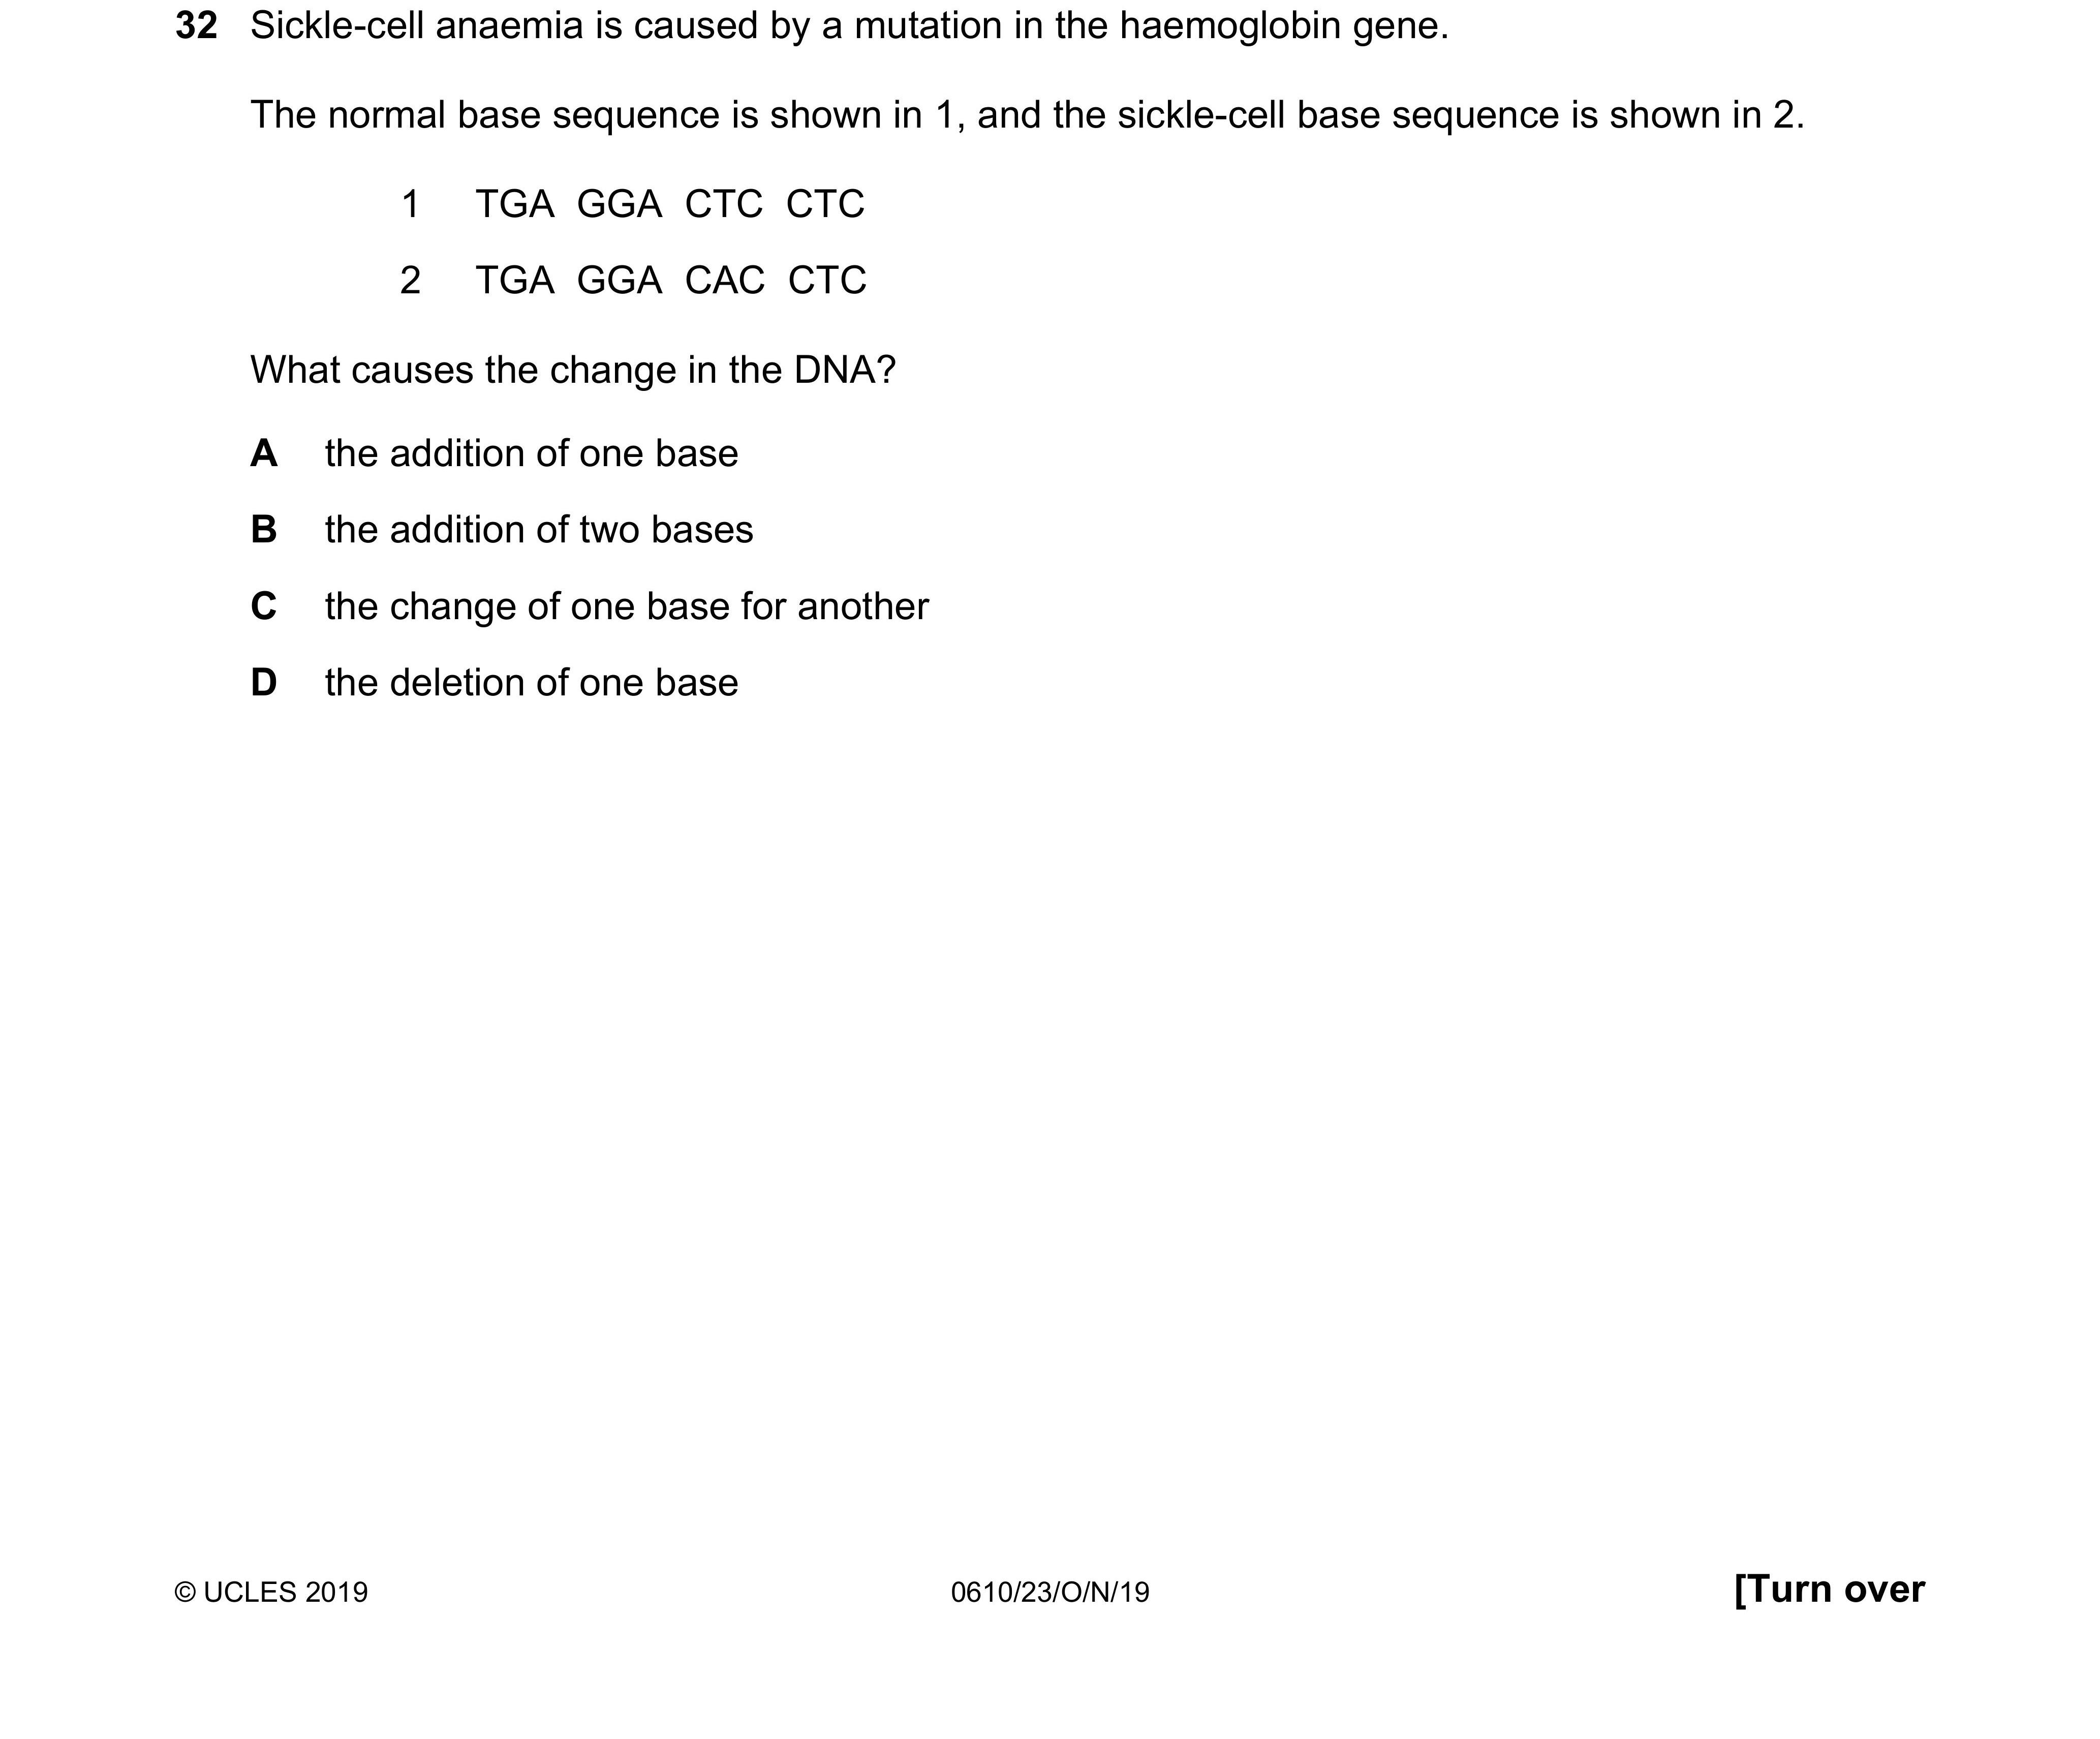 32 Sickle-cell anaemia is caused by a mutation in the haemoglobin gene.
The normal base sequence is shown in 1, and the sickle-cell base sequence is shown in 2.
1 TGA GGA CTC CTC
2 TGA GGA CAC CTC
What causes the change in the DNA?
A the addition of one base
B the addition of two bases
C the change of one base for another
D the deletion of one base
© UCLES 2019 0610/23/O/N/19 [Turn over